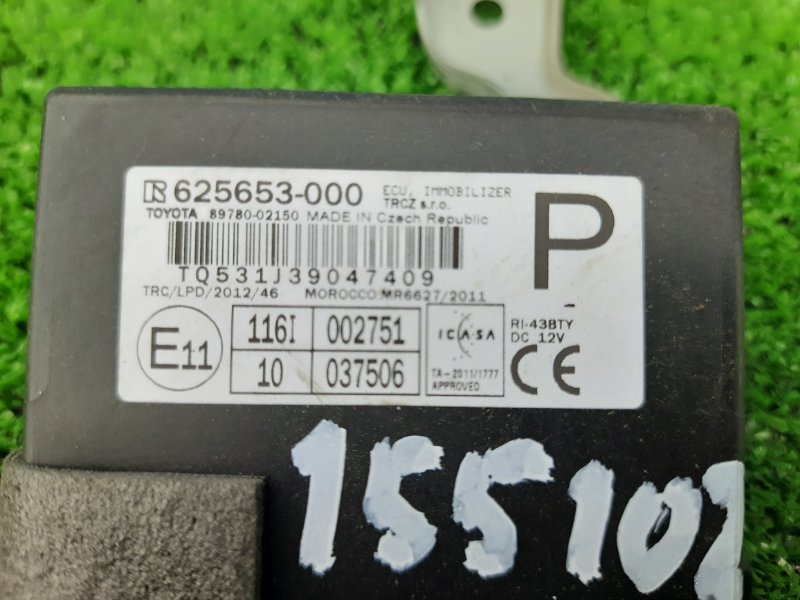 R 625653-000 ECU, IMMOBILIZER
TRCZ s.r.o.
TOYOTA 89780-02150 MADE IN Czech Republic
P
TQ531J39047409
TRC/LPD/2012/46 MOROCCO:MR6627/2011
E11
116I 002751
10 037506
ICASA
TA-2011/1777
APPROVED
RI-43BTY
DC 12V
CE
155102